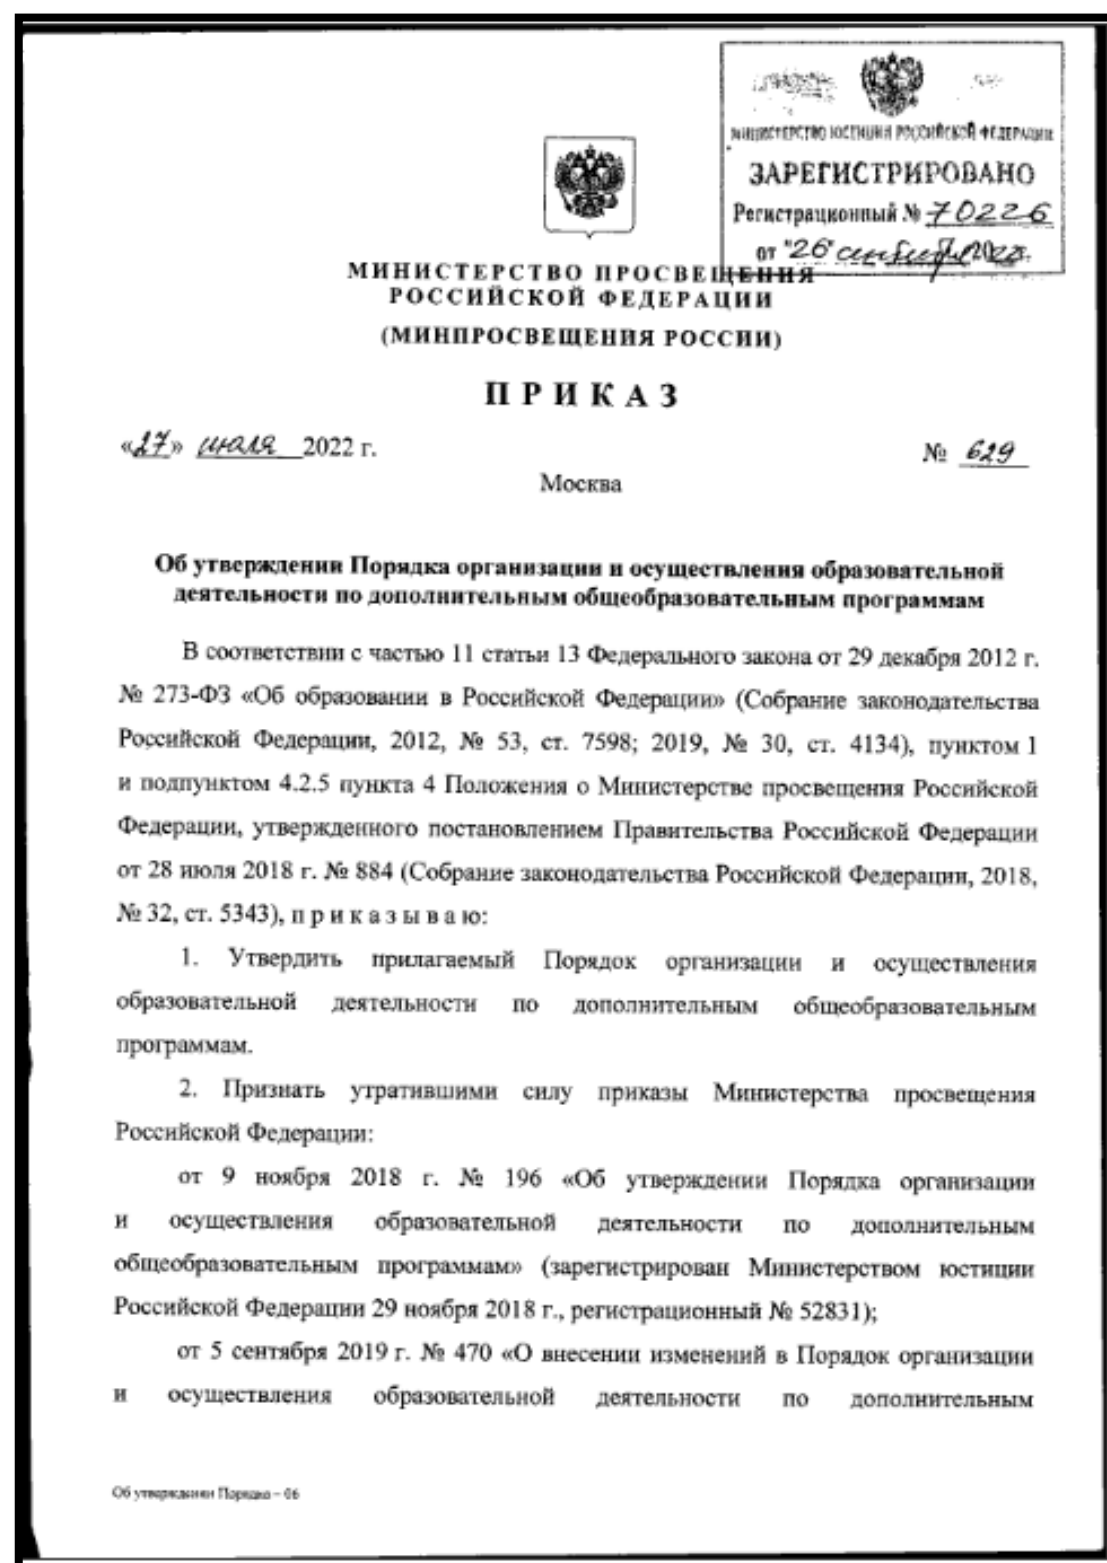 МИНИСТЕРСТВО ЮСТИЦИИ РОССИЙСКОЙ ФЕДЕРАЦИИ
ЗАРЕГИСТРИРОВАНО
Регистрационный № 70226
от "26" сентября 2022.
МИНИСТЕРСТВО ПРОСВЕЩЕНИЯ
РОССИЙСКОЙ ФЕДЕРАЦИИ
(МИНПРОСВЕЩЕНИЯ РОССИИ)
П Р И К А З
«27» июля 2022 г.
№ 629
Москва
Об утверждении Порядка организации и осуществления образовательной
деятельности по дополнительным общеобразовательным программам
В соответствии с частью 11 статьи 13 Федерального закона от 29 декабря 2012 г.
№ 273-ФЗ «Об образовании в Российской Федерации» (Собрание законодательства
Российской Федерации, 2012, № 53, ст. 7598; 2019, № 30, ст. 4134), пунктом 1
и подпунктом 4.2.5 пункта 4 Положения о Министерстве просвещения Российской
Федерации, утвержденного постановлением Правительства Российской Федерации
от 28 июля 2018 г. № 884 (Собрание законодательства Российской Федерации, 2018,
№ 32, ст. 5343), п р и к а з ы в а ю:
1. Утвердить прилагаемый Порядок организации и осуществления
образовательной деятельности по дополнительным общеобразовательным
программам.
2. Признать утратившими силу приказы Министерства просвещения
Российской Федерации:
от 9 ноября 2018 г. № 196 «Об утверждении Порядка организации
и осуществления образовательной деятельности по дополнительным
общеобразовательным программам» (зарегистрирован Министерством юстиции
Российской Федерации 29 ноября 2018 г., регистрационный № 52831);
от 5 сентября 2019 г. № 470 «О внесении изменений в Порядок организации
и осуществления образовательной деятельности по дополнительным
Об утверждении Порядка – 06